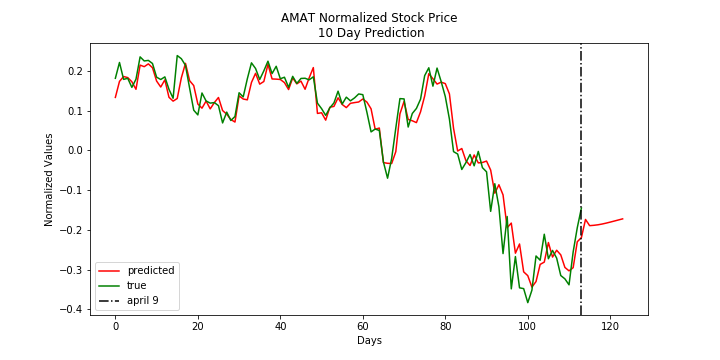 AMAT Normalized Stock Price
10 Day Prediction
Normalized Values
0.2
0.1
0.0
−0.1
−0.2
−0.3
−0.4
predicted
true
april 9
0 20 40 60 80 100 120
Days